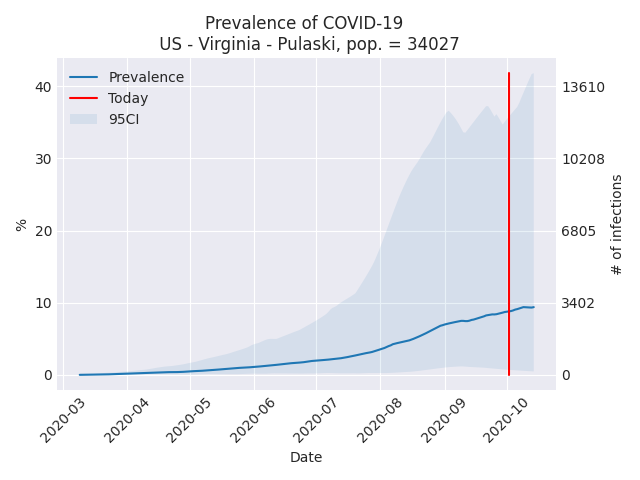 Prevalence of COVID-19
US - Virginia - Pulaski, pop. = 34027
Prevalence
Today
95CI
40
30
20
10
0
%
13610
10208
6805
3402
0
# of infections
2020-03
2020-04
2020-05
2020-06
2020-07
2020-08
2020-09
2020-10
Date